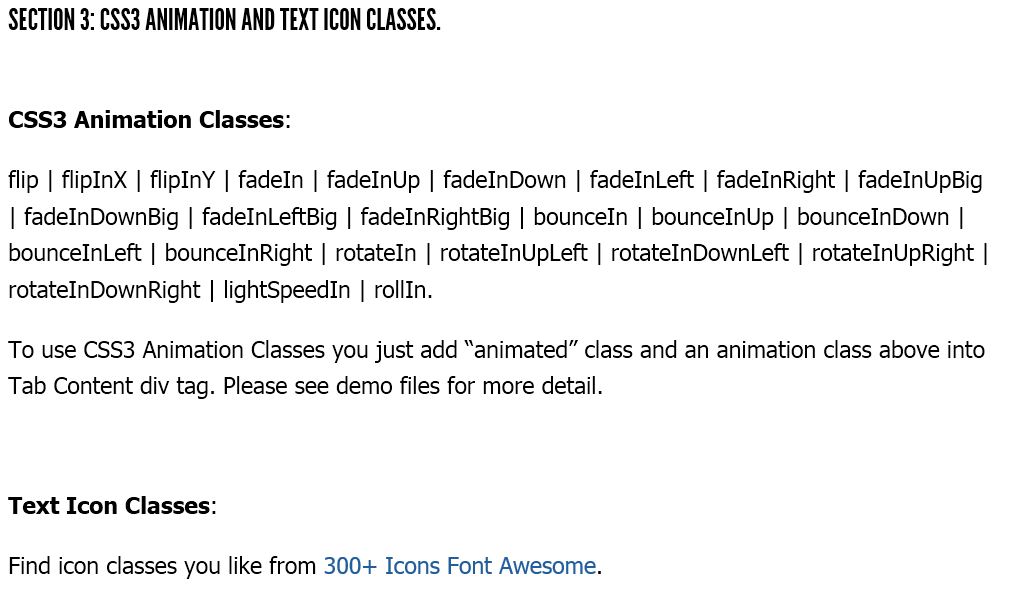 SECTION 3: CSS3 ANIMATION AND TEXT ICON CLASSES.
CSS3 Animation Classes:
flip | flipInX | flipInY | fadeIn | fadeInUp | fadeInDown | fadeInLeft | fadeInRight | fadeInUpBig
| fadeInDownBig | fadeInLeftBig | fadeInRightBig | bounceIn | bounceInUp | bounceInDown |
bounceInLeft | bounceInRight | rotateIn | rotateInUpLeft | rotateInDownLeft | rotateInUpRight |
rotateInDownRight | lightSpeedIn | rollIn.
To use CSS3 Animation Classes you just add “animated” class and an animation class above into
Tab Content div tag. Please see demo files for more detail.
Text Icon Classes:
Find icon classes you like from 300+ Icons Font Awesome.